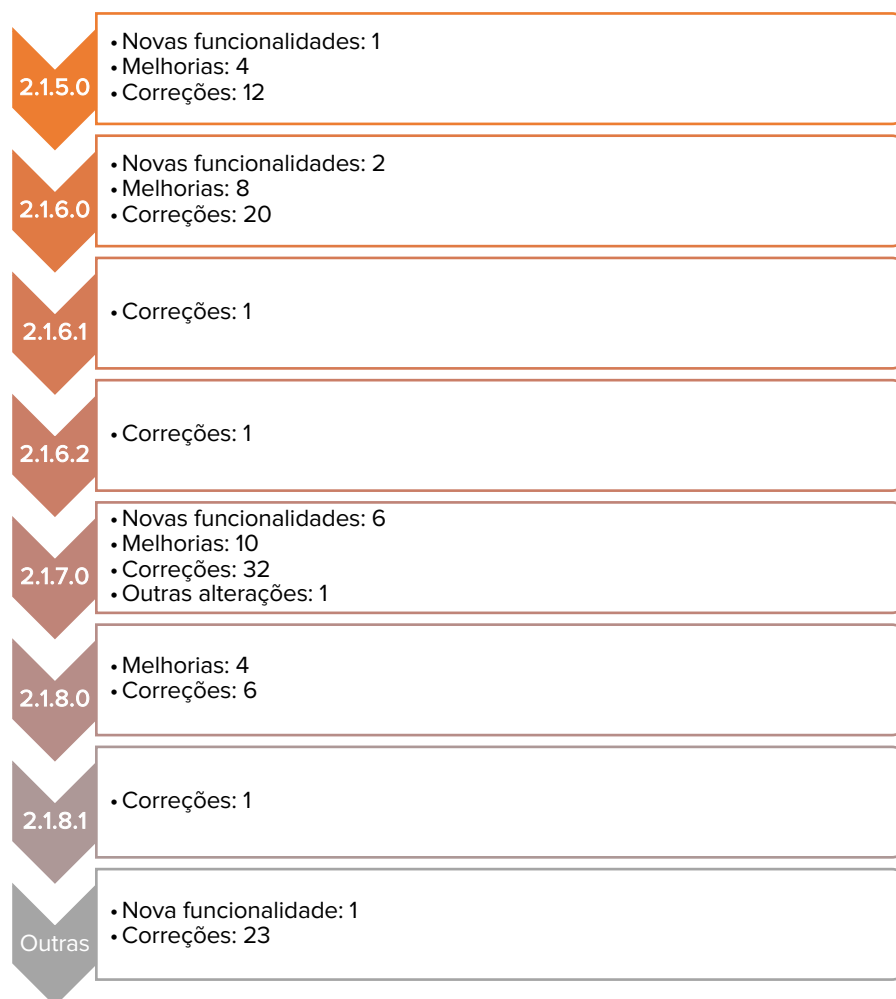 2.1.5.0
• Novas funcionalidades: 1
• Melhorias: 4
• Correções: 12
2.1.6.0
• Novas funcionalidades: 2
• Melhorias: 8
• Correções: 20
2.1.6.1
• Correções: 1
2.1.6.2
• Correções: 1
2.1.7.0
• Novas funcionalidades: 6
• Melhorias: 10
• Correções: 32
• Outras alterações: 1
2.1.8.0
• Melhorias: 4
• Correções: 6
2.1.8.1
• Correções: 1
Outras
• Nova funcionalidade: 1
• Correções: 23